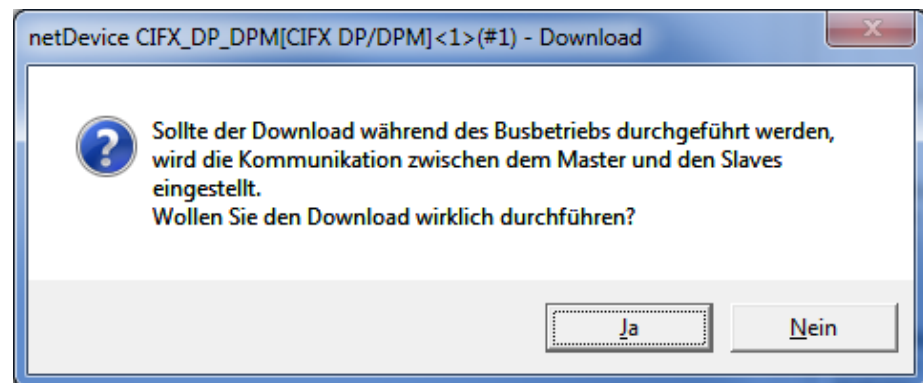 netDevice CIFX_DP_DPM[CIFX DP/DPM]<1>(#1) - Download
Sollte der Download während des Busbetriebs durchgeführt werden,
wird die Kommunikation zwischen dem Master und den Slaves
eingestellt.
Wollen Sie den Download wirklich durchführen?
Ja
Nein